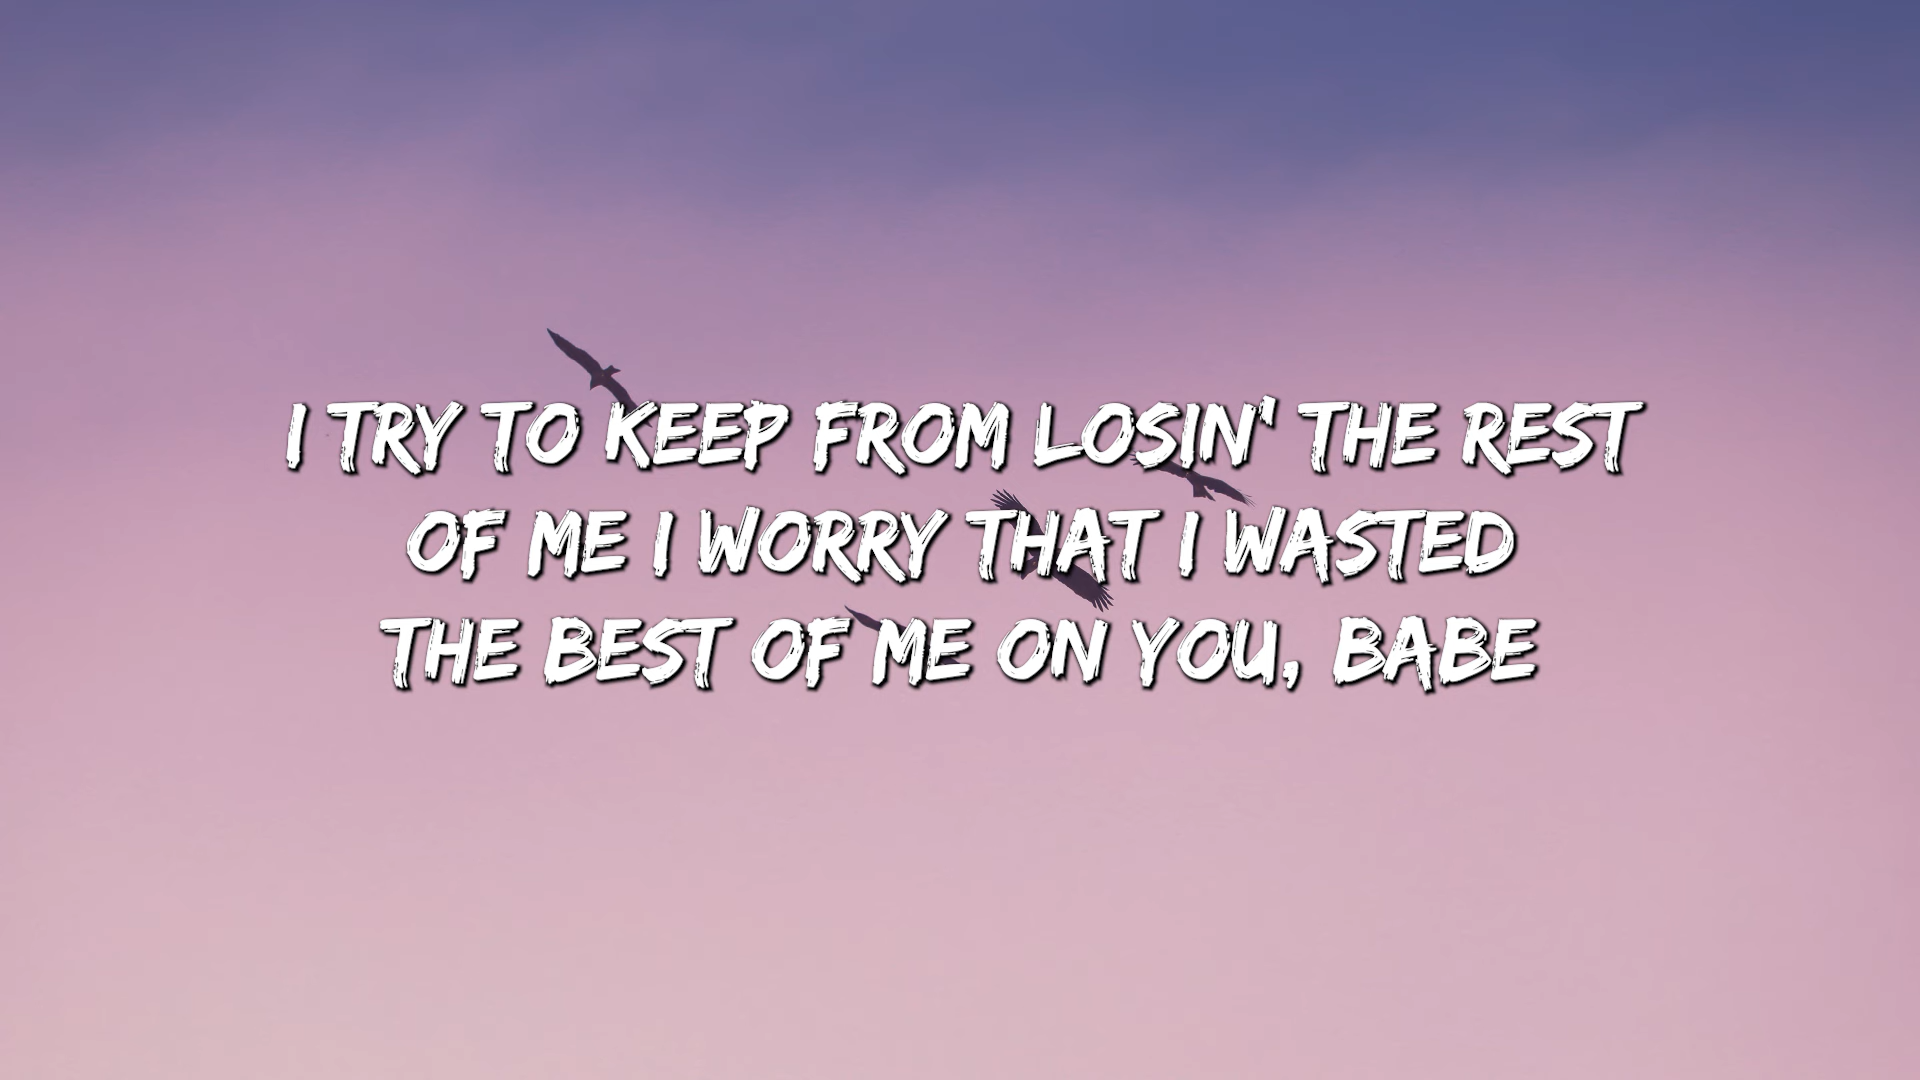 I TRY TO KEEP FROM LOSIN' THE REST
OF ME I WORRY THAT I WASTED
THE BEST OF ME ON YOU, BABE